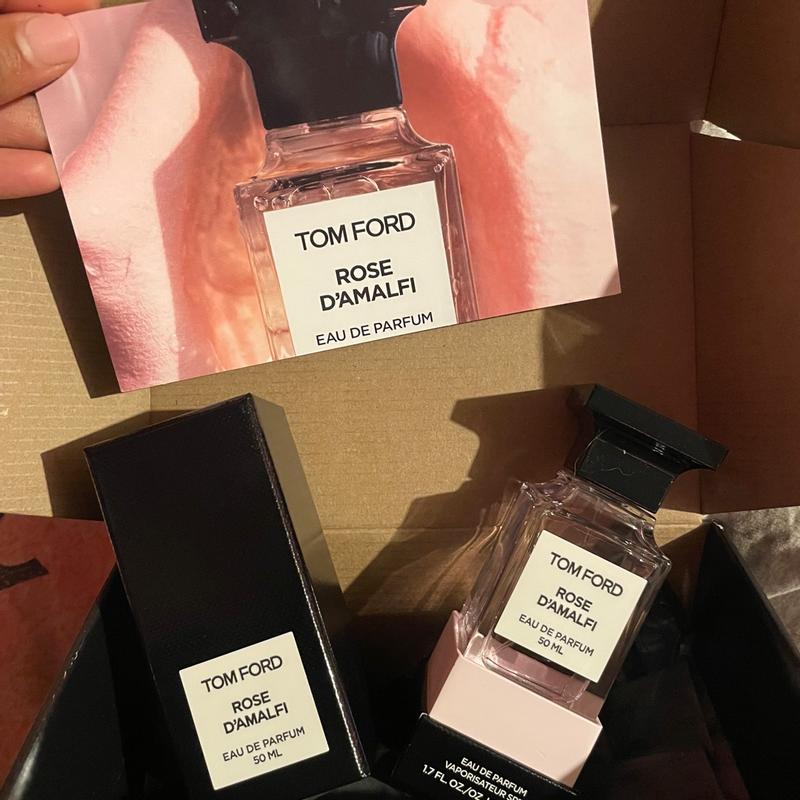 TOM FORD
ROSE
D'AMALFI
EAU DE PARFUM
TOM FORD
ROSE
D'AMALFI
EAU DE PARFUM
50 ML
TOM FORD
ROSE
D'AMALFI
EAU DE PARFUM
50 ML
EAU DE PARFUM
VAPORISATEUR
1.7 FL. OZ./OZ.